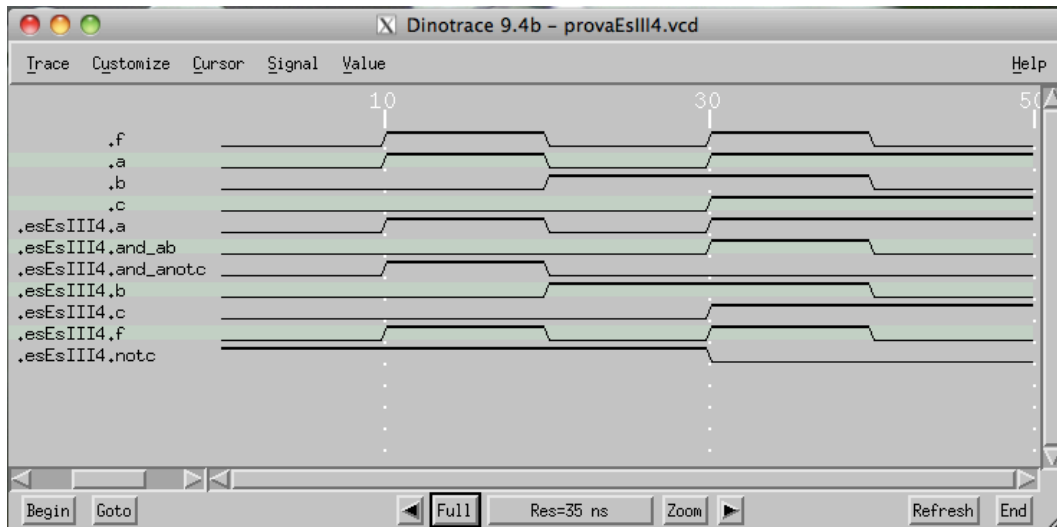 Dinotrace 9.4b – provaEsIII4.vcd
Trace Customize Cursor Signal Value Help
10 30 50
.f
.a
.b
.c
.esEsIII4.a
.esEsIII4.and_ab
.esEsIII4.and_anotc
.esEsIII4.b
.esEsIII4.c
.esEsIII4.f
.esEsIII4.notc
Begin Goto Full Res=35 ns Zoom Refresh End